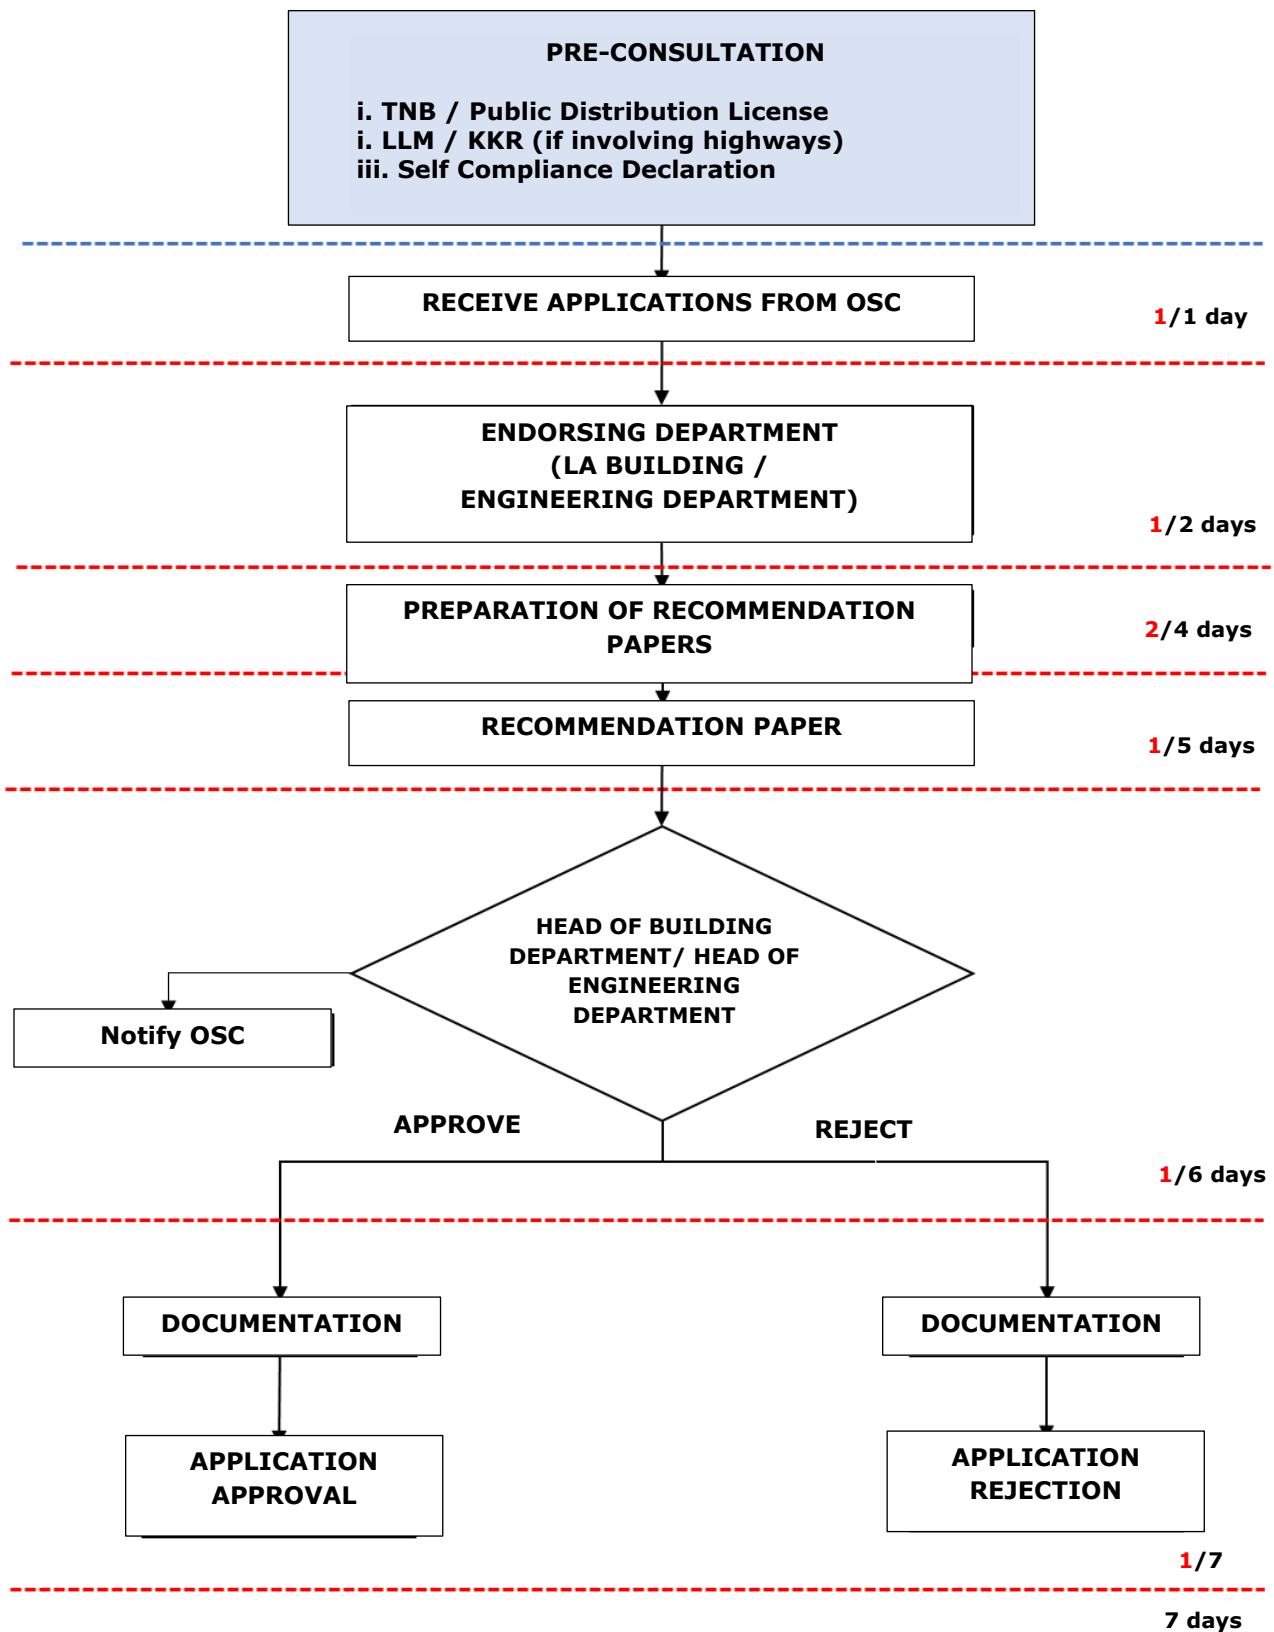 PRE-CONSULTATION
i. TNB / Public Distribution License
i. LLM / KKR (if involving highways)
iii. Self Compliance Declaration
RECEIVE APPLICATIONS FROM OSC
1/1 day
ENDORSING DEPARTMENT
(LA BUILDING /
ENGINEERING DEPARTMENT)
1/2 days
PREPARATION OF RECOMMENDATION
PAPERS
2/4 days
RECOMMENDATION PAPER
1/5 days
HEAD OF BUILDING
DEPARTMENT/ HEAD OF
ENGINEERING
DEPARTMENT
Notify OSC
APPROVE
REJECT
1/6 days
DOCUMENTATION
DOCUMENTATION
APPLICATION
APPROVAL
APPLICATION
REJECTION
1/7
7 days